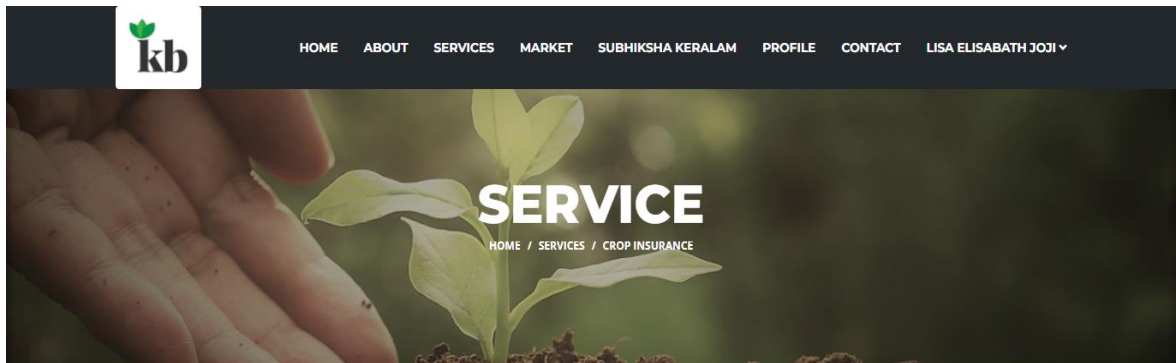 kb
HOME ABOUT SERVICES MARKET SUBHIKSHA KERALAM PROFILE CONTACT LISA ELISABATH JOJI
SERVICE
HOME / SERVICES / CROP INSURANCE